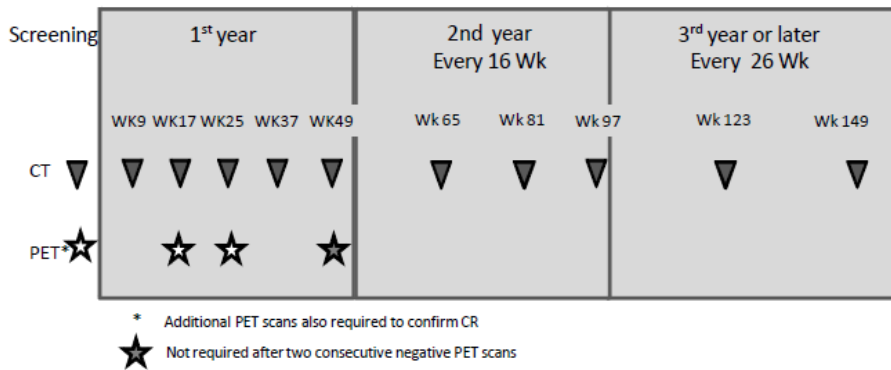 Screening
1st year
2nd year
Every 16 Wk
3rd year or later
Every 26 Wk
WK9 WK17 WK25 WK37 WK49 Wk 65 Wk 81 Wk 97 Wk 123 Wk 149
CT
PET*
* Additional PET scans also required to confirm CR
Not required after two consecutive negative PET scans